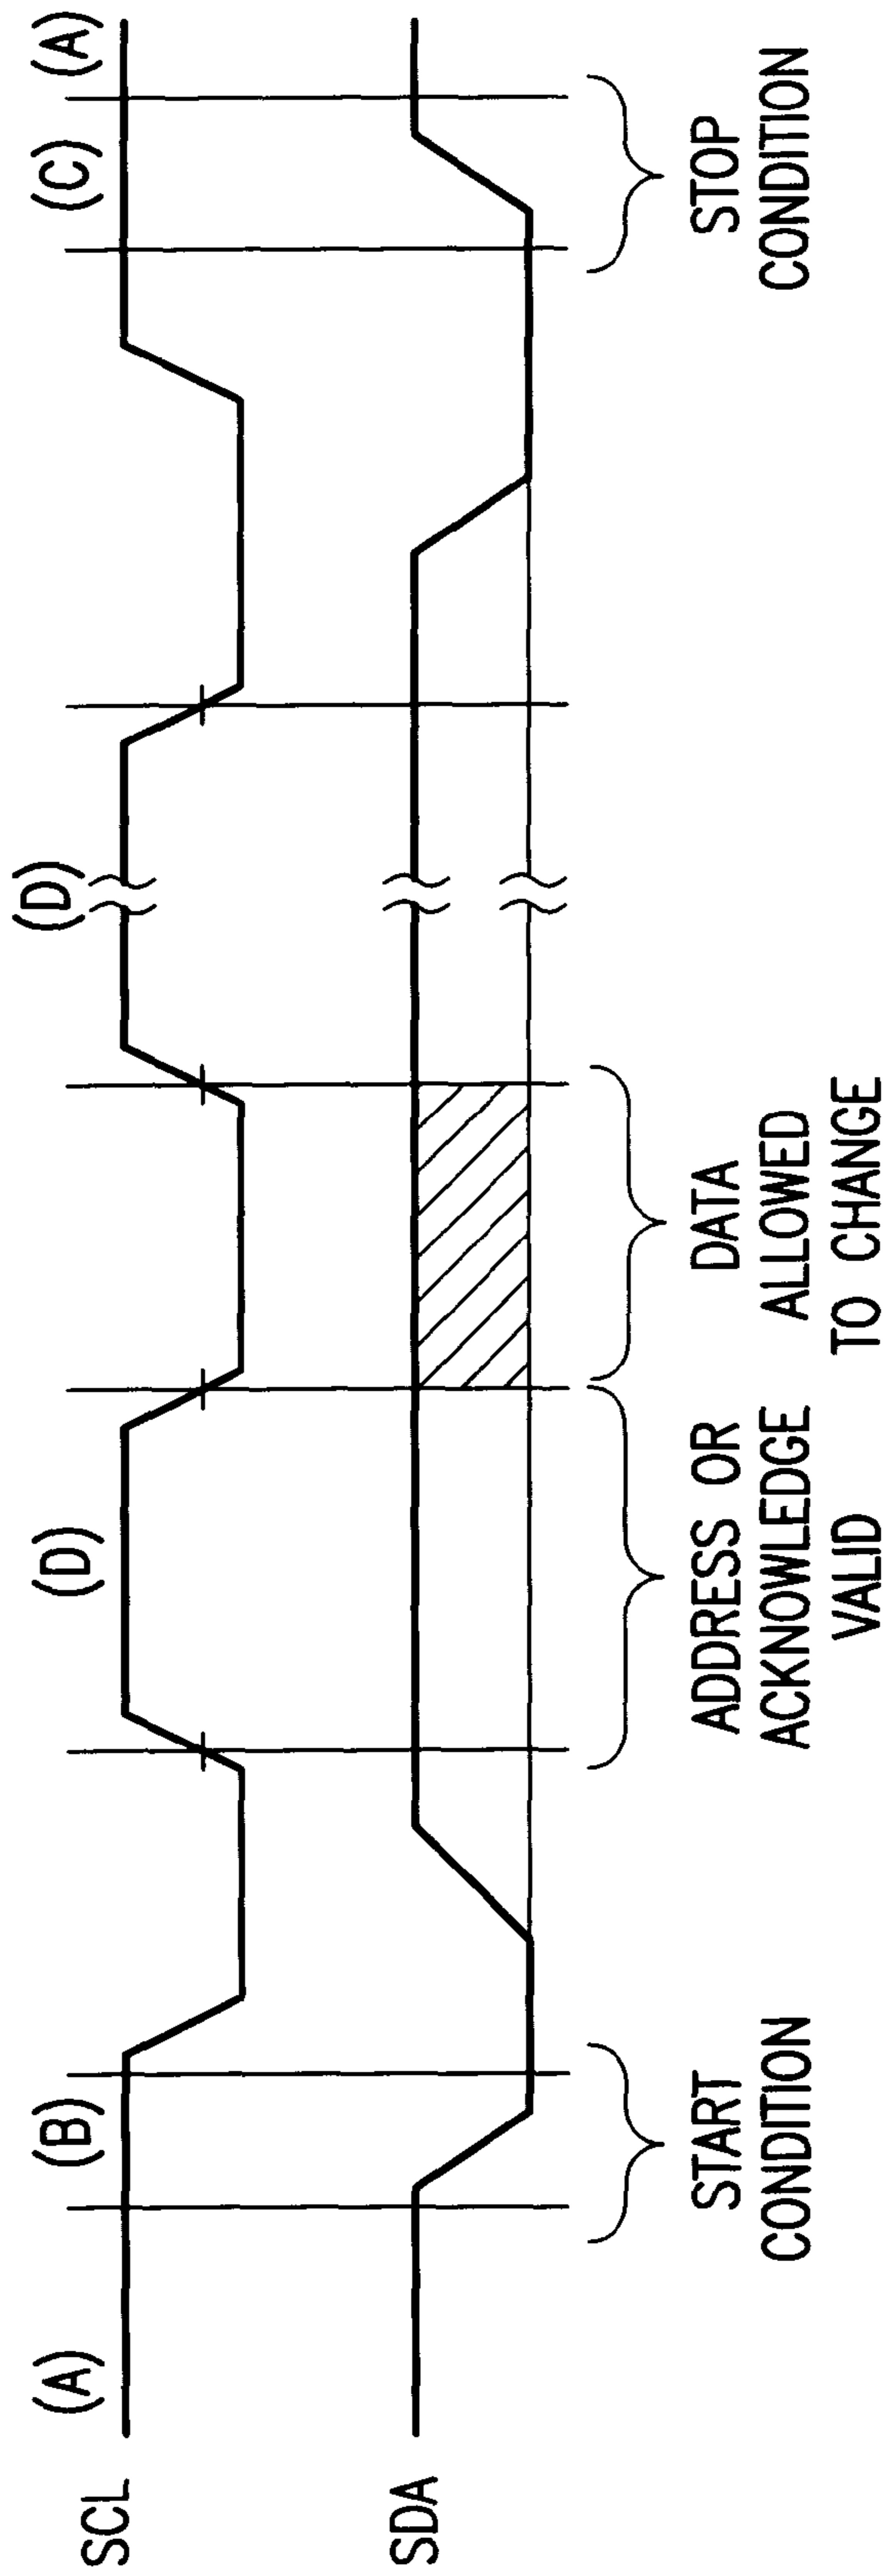 (A)
(B)
(D)
(D)
(C)
(A)
SCL
SDA
START
CONDITION
ADDRESS OR
ACKNOWLEDGE
VALID
DATA
ALLOWED
TO CHANGE
STOP
CONDITION